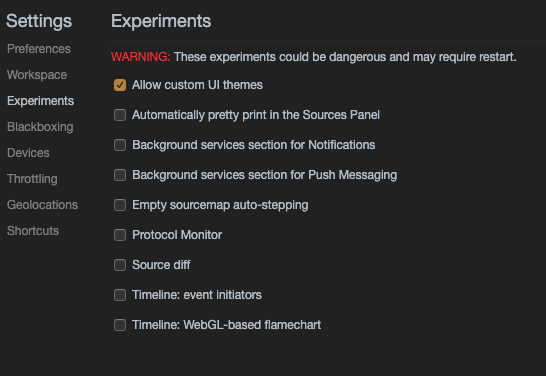 Settings
Preferences
Workspace
Experiments
Blackboxing
Devices
Throttling
Geolocations
Shortcuts
Experiments
WARNING: These experiments could be dangerous and may require restart.
Allow custom UI themes
Automatically pretty print in the Sources Panel
Background services section for Notifications
Background services section for Push Messaging
Empty sourcemap auto-stepping
Protocol Monitor
Source diff
Timeline: event initiators
Timeline: WebGL-based flamechart